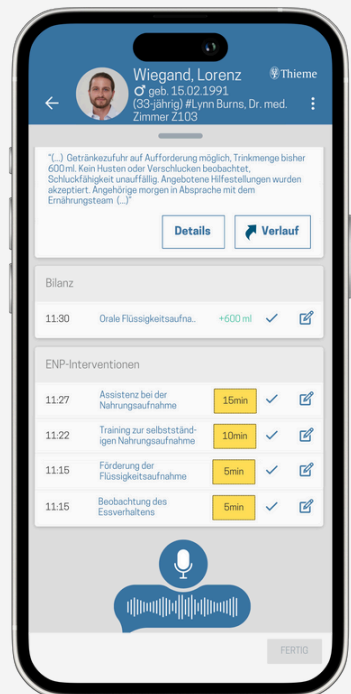 Wiegand, Lorenz
Thieme
geb. 15.02.1991
(33-jährig) #Lynn Burns, Dr. med.
Zimmer Z103
"(...) Getränkezufuhr auf Aufforderung möglich, Trinkmenge bisher
600ml. Kein Husten oder Verschlucken beobachtet,
Schluckfähigkeit unauffällig. Angebotene Hilfestellungen wurden
akzeptiert. Angehörige morgen in Absprache mit dem
Ernährungsteam (...)"
Details
Verlauf
Bilanz
11:30 Orale Flüssigkeitsaufna.. +600 ml
ENP-Interventionen
11:27 Assistenz bei der
Nahrungsaufnahme 15min
11:22 Training zur selbstständ-
igen Nahrungsaufnahme 10min
11:15 Förderung der
Flüssigkeitsaufnahme 5min
11:15 Beobachtung des
Essverhaltens 5min
FERTIG